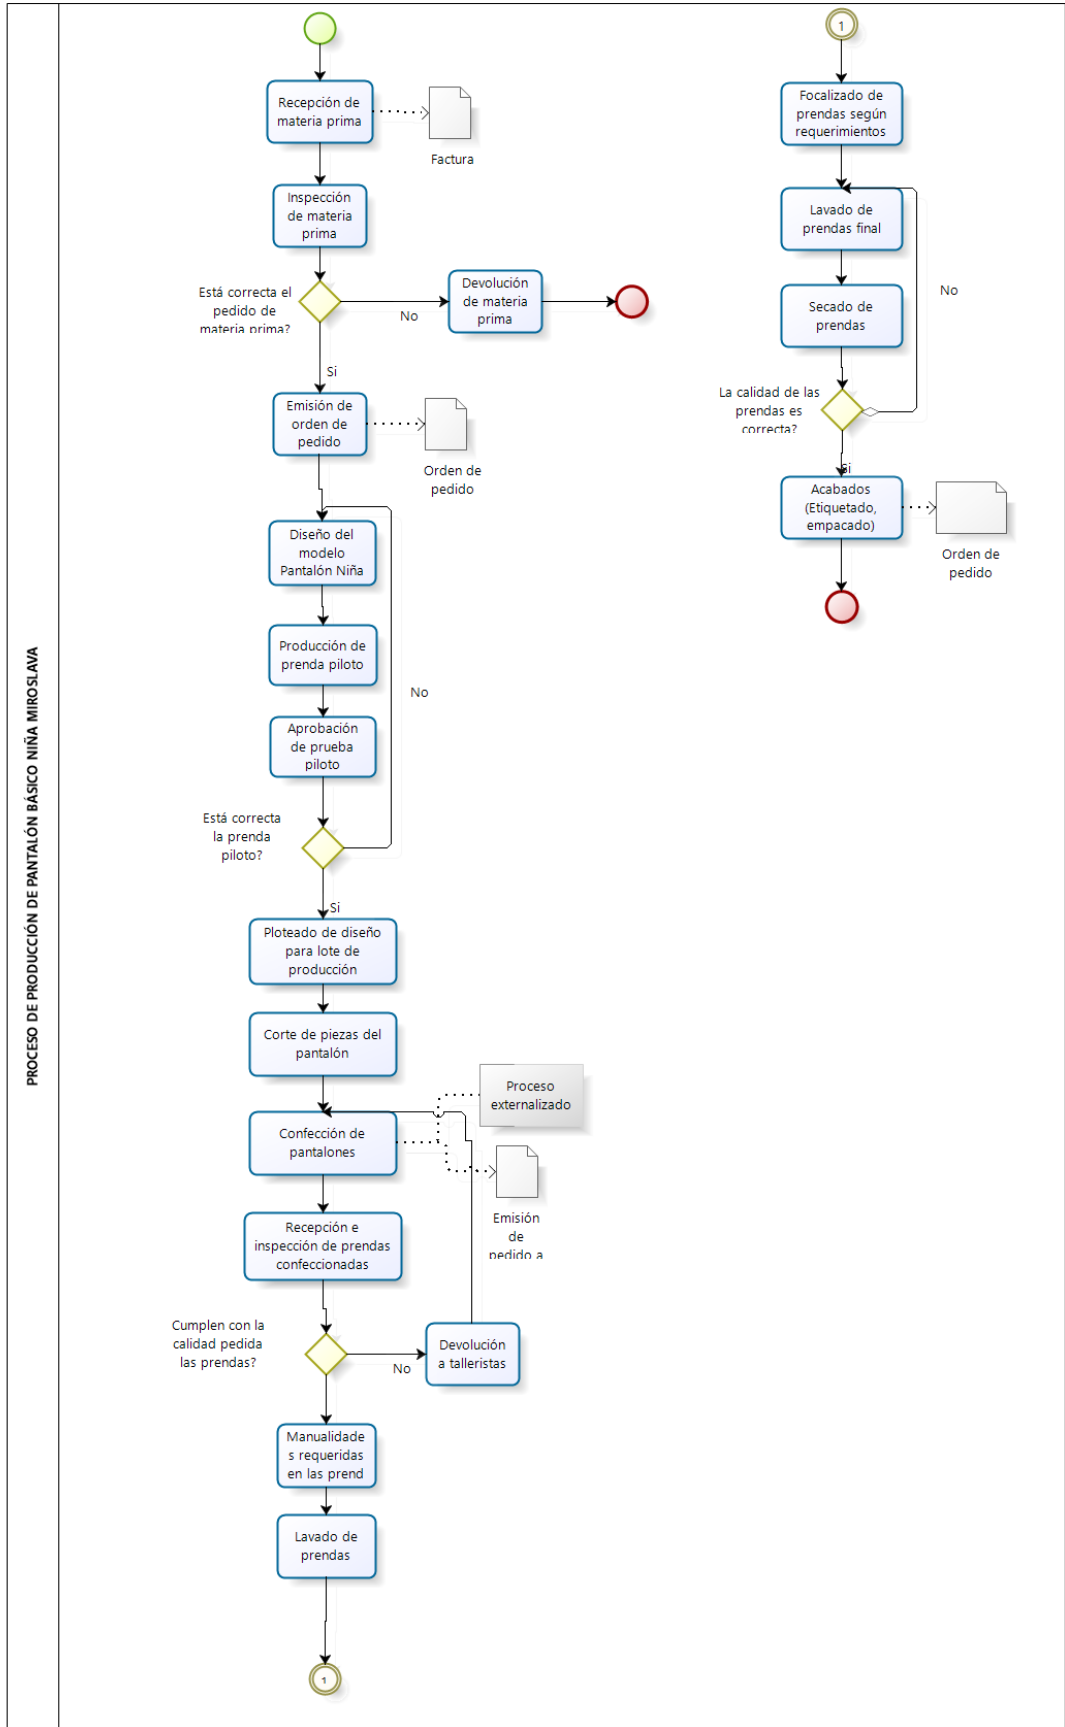 PROCESO DE PRODUCCIÓN DE PANTALÓN BÁSICO NIÑA MIROSLAVA
Recepción de
materia prima
Factura
Inspección
de materia
prima
Está correcta el
pedido de
materia prima?
No
Devolución
de materia
prima
Si
Emisión de
orden de
pedido
Orden de
pedido
Diseño del
modelo
Pantalón Niña
Producción de
prenda piloto
No
Aprobación
de prueba
piloto
Está correcta
la prenda
piloto?
Si
Ploteado de diseño
para lote de
producción
Corte de piezas del
pantalón
Proceso
externalizado
Confección de
pantalones
Emisión
de
pedido a
Recepción e
inspección de prendas
confeccionadas
Cumplen con la
calidad pedida
las prendas?
No
Devolución
a talleristas
Manualidade
s requeridas
en las prend
Lavado de
prendas
1
1
Focalizado de
prendas según
requerimientos
Lavado de
prendas final
No
Secado de
prendas
La calidad de las
prendas es
correcta?
Si
Acabados
(Etiquetado,
empacado)
Orden de
pedido